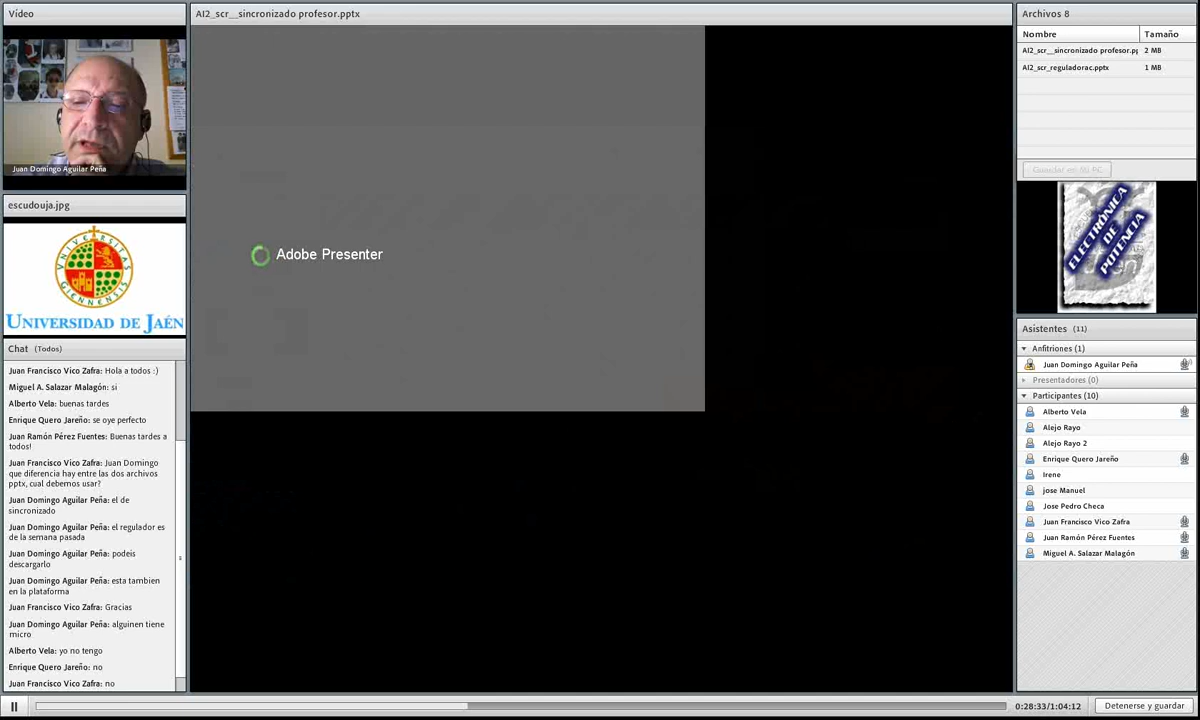 Vídeo
Juan Domingo Aguilar Peña
escudouja.jpg
VNIVERSITAS GIENNENSIS
UNIVERSIDAD DE JAÉN
Chat (Todos)
Juan Francisco Vico Zafra: Hola a todos :)
Miguel A. Salazar Malagón: si
Alberto Vela: buenas tardes
Enrique Quero Jareño: se oye perfecto
Juan Ramón Pérez Fuentes: Buenas tardes a
todos!
Juan Francisco Vico Zafra: Juan Domingo
que diferencia hay entre las dos archivos
pptx, cual debemos usar?
Juan Domingo Aguilar Peña: el de
sincronizado
Juan Domingo Aguilar Peña: el regulador es
de la semana pasada
Juan Domingo Aguilar Peña: podeis
descargarlo
Juan Domingo Aguilar Peña: esta tambien
en la plataforma
Juan Francisco Vico Zafra: Gracias
Juan Domingo Aguilar Peña: alguinen tiene
micro
Alberto Vela: yo no tengo
Enrique Quero Jareño: no
Juan Francisco Vico Zafra: no
AI2_scr__sincronizado profesor.pptx
Adobe Presenter
Archivos 8
Nombre Tamaño
AI2_scr__sincronizado profesor.pp 2 MB
AI2_scr_reguladorac.pptx 1 MB
Guardar en mi PC
ELECTRÓNICA
DE
POTENCIA
Asistentes (11)
Anfitriones (1)
Juan Domingo Aguilar Peña
Presentadores (0)
Participantes (10)
Alberto Vela
Alejo Rayo
Alejo Rayo 2
Enrique Quero Jareño
Irene
jose Manuel
Jose Pedro Checa
Juan Francisco Vico Zafra
Juan Ramón Pérez Fuentes
Miguel A. Salazar Malagón
0:28:33/1:04:12
Detenerse y guardar